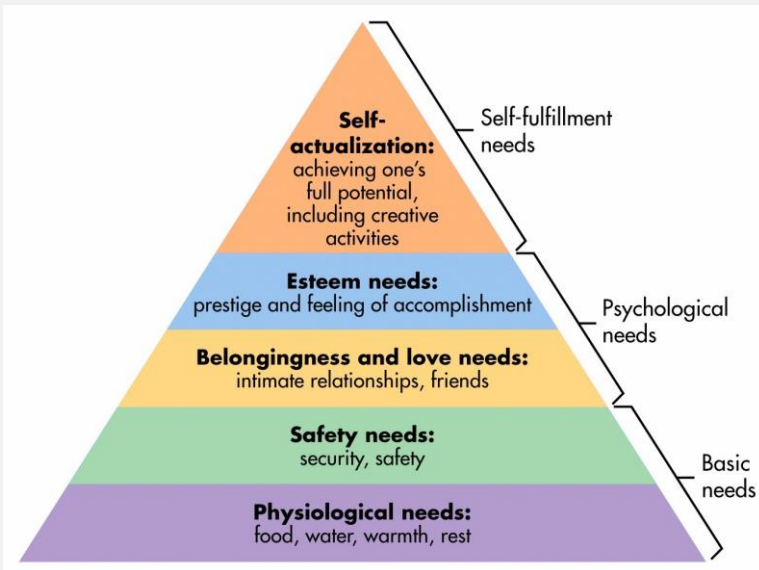 Self-
actualization:
achieving one's
full potential,
including creative
activities
Self-fulfillment
needs
Esteem needs:
prestige and feeling of accomplishment
Psychological
needs
Belongingness and love needs:
intimate relationships, friends
Safety needs:
security, safety
Basic
needs
Physiological needs:
food, water, warmth, rest